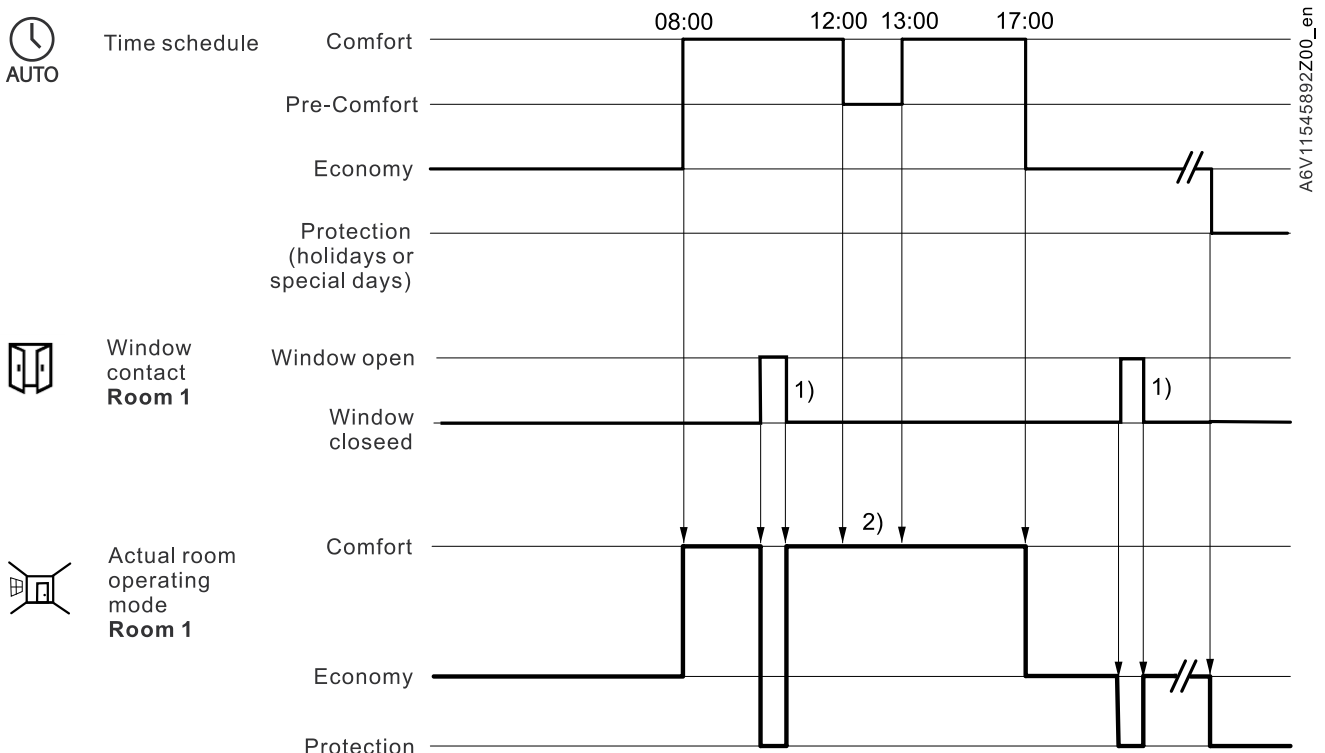 08:00 12:00 13:00 17:00
AUTO
Time schedule
Comfort
Pre-Comfort
Economy
Protection
(holidays or
special days)
A6V11545892Z00_en
Window
contact
Room 1
Window open
1)
1)
Window
closeed
Actual room
operating
mode
Room 1
Comfort
2)
Economy
Protection